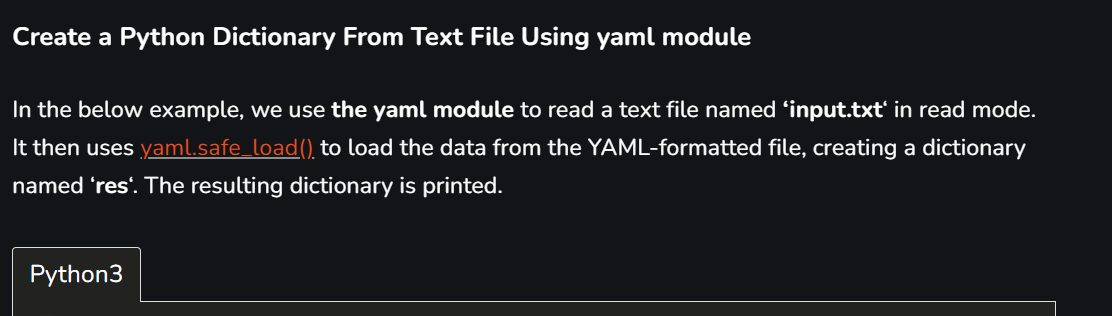 Create a Python Dictionary From Text File Using yaml module
In the below example, we use the yaml module to read a text file named ‘input.txt‘ in read mode.
It then uses yaml.safe_load() to load the data from the YAML-formatted file, creating a dictionary
named ‘res‘. The resulting dictionary is printed.
Python3